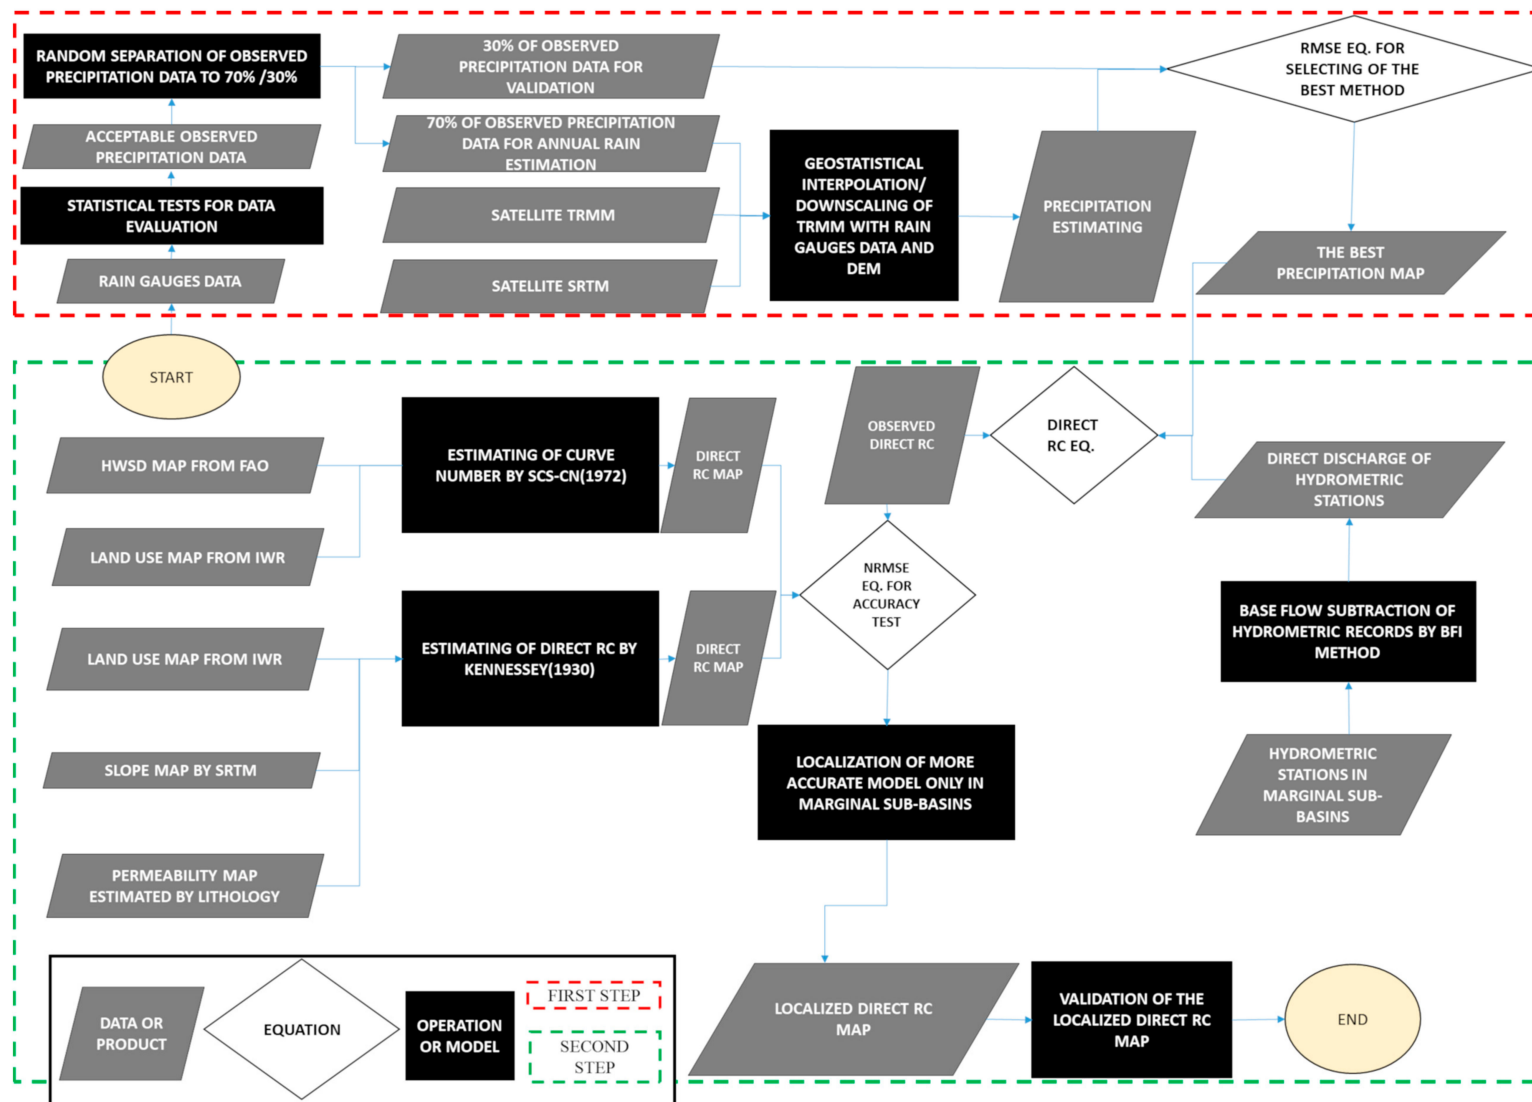 RANDOM SEPARATION OF OBSERVED
PRECIPITATION DATA TO 70% /30%
30% OF OBSERVED
PRECIPITATION DATA FOR
VALIDATION
RMSE EQ. FOR
SELECTING OF THE
BEST METHOD
ACCEPTABLE OBSERVED
PRECIPITATION DATA
70% OF OBSERVED PRECIPITATION
DATA FOR ANNUAL RAIN
ESTIMATION
GEOSTATISTICAL
INTERPOLATION/
DOWNSCALING OF
TRMM WITH RAIN
GAUGES DATA AND
DEM
PRECIPITATION
ESTIMATING
STATISTICAL TESTS FOR DATA
EVALUATION
SATELLITE TRMM
THE BEST
PRECIPITATION MAP
RAIN GAUGES DATA
SATELLITE SRTM
START
HWSD MAP FROM FAO
ESTIMATING OF CURVE
NUMBER BY SCS-CN(1972)
DIRECT
RC MAP
OBSERVED
DIRECT RC
DIRECT
RC EQ.
DIRECT DISCHARGE OF
HYDROMETRIC
STATIONS
LAND USE MAP FROM IWR
NRMSE
EQ. FOR
ACCURACY
TEST
BASE FLOW SUBTRACTION OF
HYDROMETRIC RECORDS BY BFI
METHOD
LAND USE MAP FROM IWR
ESTIMATING OF DIRECT RC BY
KENNESSEY(1930)
DIRECT
RC MAP
SLOPE MAP BY SRTM
LOCALIZATION OF MORE
ACCURATE MODEL ONLY IN
MARGINAL SUB-BASINS
HYDROMETRIC
STATIONS IN
MARGINAL SUB-
BASINS
PERMEABILITY MAP
ESTIMATED BY LITHOLOGY
LOCALIZED DIRECT RC
MAP
VALIDATION OF THE
LOCALIZED DIRECT RC
MAP
END
DATA OR
PRODUCT
EQUATION
OPERATION
OR MODEL
FIRST STEP
SECOND
STEP